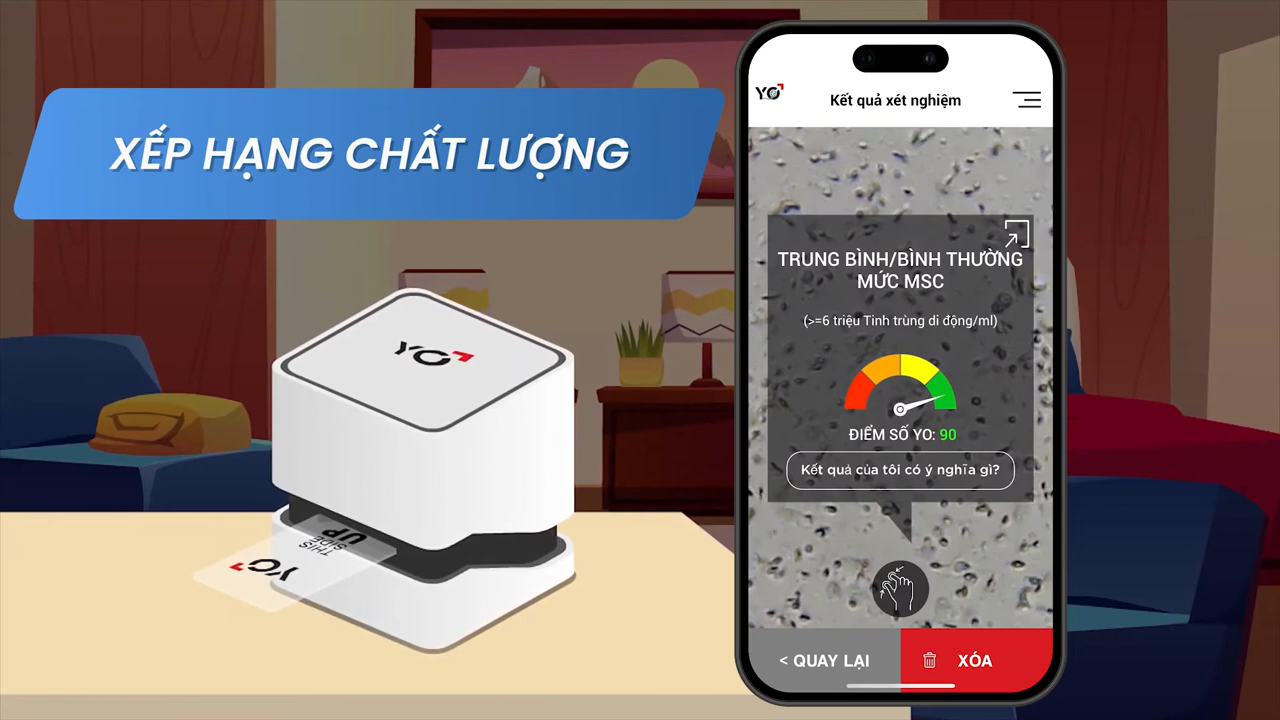 XẾP HẠNG CHẤT LƯỢNG
YO
THIS
SIDE
UP
YO
YO
Kết quả xét nghiệm
TRUNG BÌNH/BÌNH THƯỜNG
MỨC MSC
(>=6 triệu Tinh trùng di động/ml)
ĐIỂM SỐ YO: 90
Kết quả của tôi có ý nghĩa gì?
< QUAY LẠI
XÓA